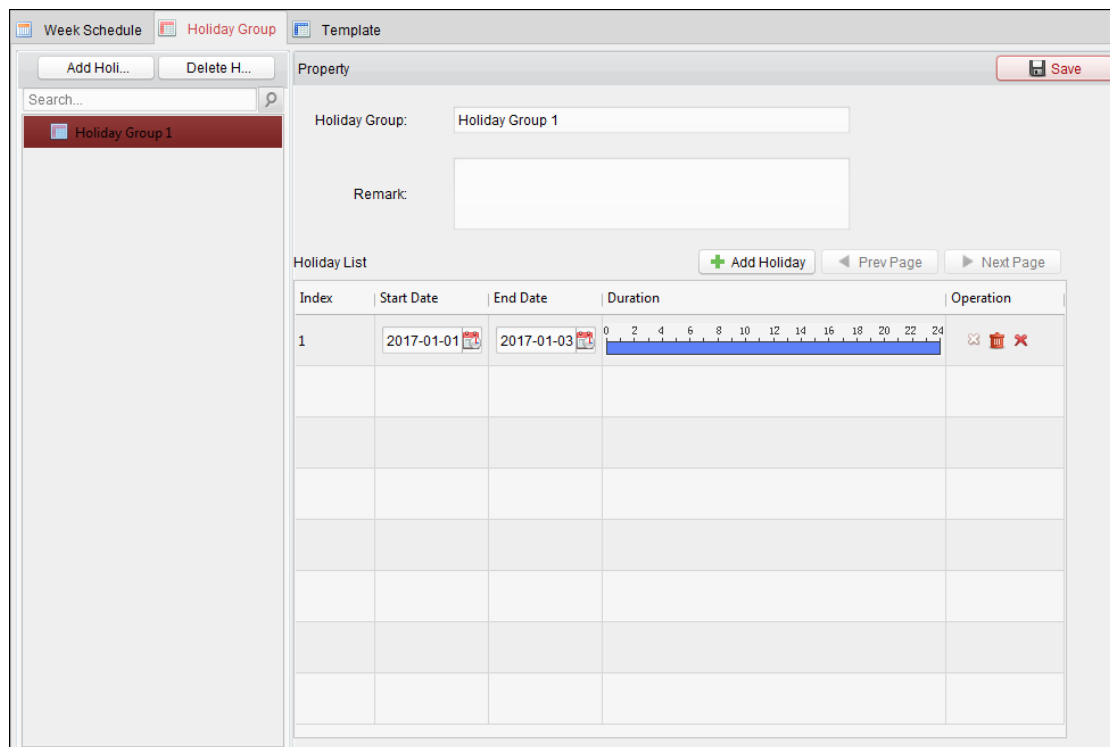 Week Schedule Holiday Group Template
Add Holi... Delete H...
Property Save
Search...
Holiday Group 1
Holiday Group: Holiday Group 1
Remark:
Holiday List Add Holiday Prev Page Next Page
Index Start Date End Date Duration Operation
0 2 4 6 8 10 12 14 16 18 20 22 24
1 2017-01-01 2017-01-03